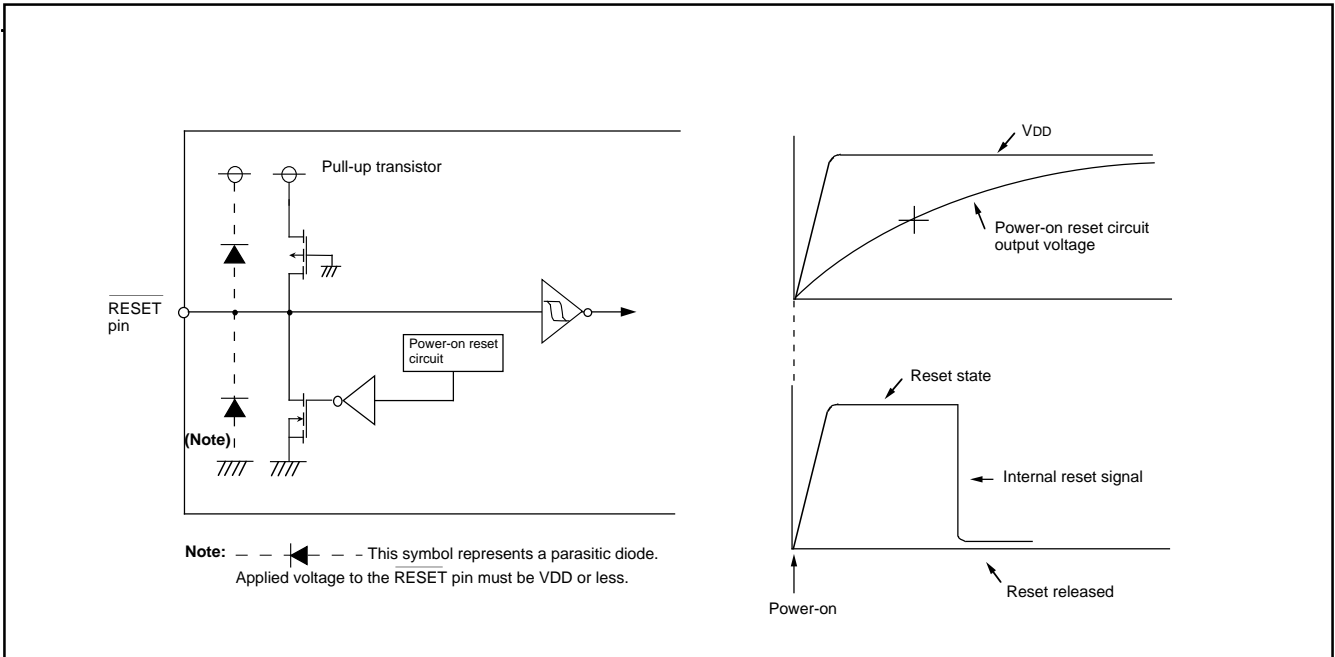 Pull-up transistor
RESET
pin
Power-on reset
circuit
(Note)
Note: This symbol represents a parasitic diode.
Applied voltage to the RESET pin must be VDD or less.
VDD
Power-on reset circuit
output voltage
Reset state
Internal reset signal
Reset released
Power-on